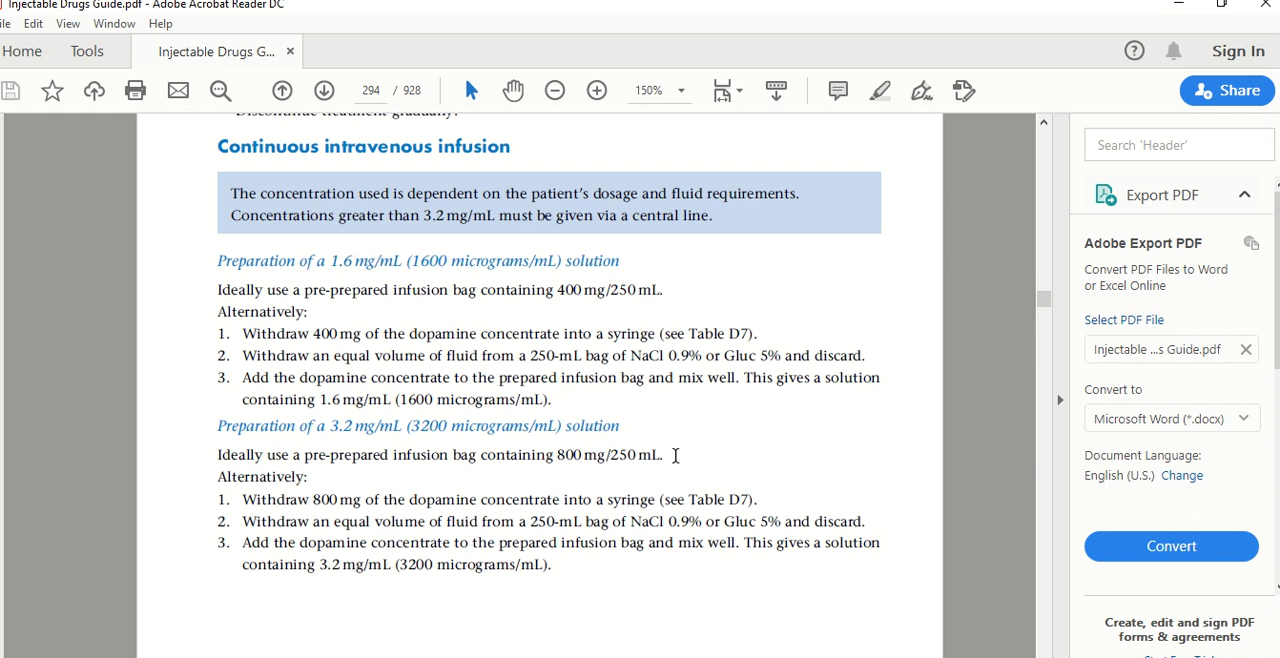 Injectable Drugs Guide.pdf - Adobe Acrobat Reader DC
ile Edit View Window Help
Home Tools Injectable Drugs G... × Sign In
294 / 928 150% Share
Discontinue treatment gradually.
Continuous intravenous infusion
The concentration used is dependent on the patient's dosage and fluid requirements.
Concentrations greater than 3.2 mg/mL must be given via a central line.
Preparation of a 1.6 mg/mL (1600 micrograms/mL) solution
Ideally use a pre-prepared infusion bag containing 400 mg/250 mL.
Alternatively:
1. Withdraw 400 mg of the dopamine concentrate into a syringe (see Table D7).
2. Withdraw an equal volume of fluid from a 250-mL bag of NaCl 0.9% or Gluc 5% and discard.
3. Add the dopamine concentrate to the prepared infusion bag and mix well. This gives a solution
containing 1.6 mg/mL (1600 micrograms/mL).
Preparation of a 3.2 mg/mL (3200 micrograms/mL) solution
Ideally use a pre-prepared infusion bag containing 800 mg/250 mL.
Alternatively:
1. Withdraw 800 mg of the dopamine concentrate into a syringe (see Table D7).
2. Withdraw an equal volume of fluid from a 250-mL bag of NaCl 0.9% or Gluc 5% and discard.
3. Add the dopamine concentrate to the prepared infusion bag and mix well. This gives a solution
containing 3.2 mg/mL (3200 micrograms/mL).
Search 'Header'
Export PDF
Adobe Export PDF
Convert PDF Files to Word
or Excel Online
Select PDF File
Injectable ...s Guide.pdf
Convert to
Microsoft Word (*.docx)
Document Language:
English (U.S.) Change
Convert
Create, edit and sign PDF
forms & agreements